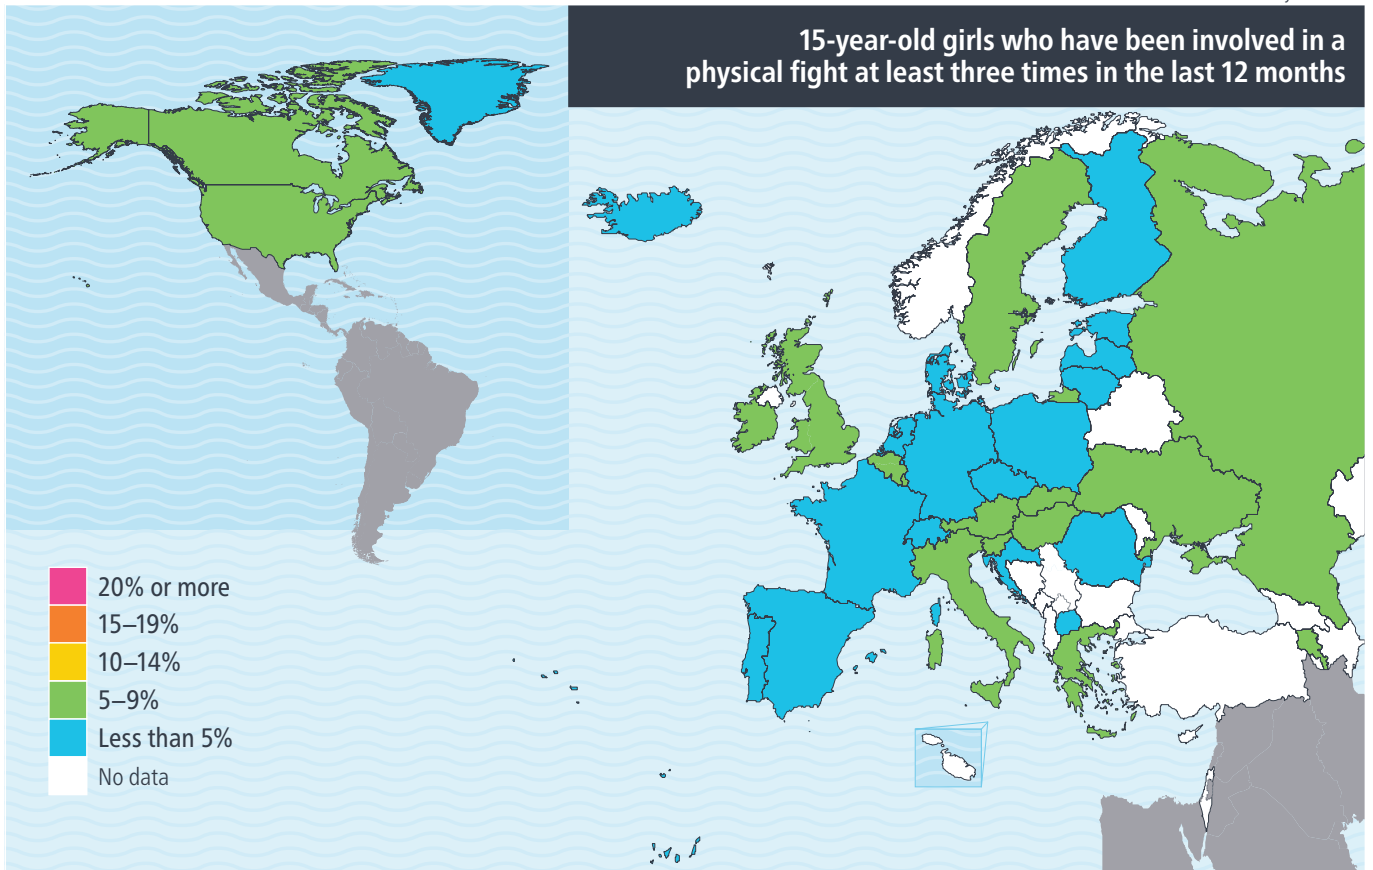 15-year-old girls who have been involved in a
physical fight at least three times in the last 12 months
20% or more
15–19%
10–14%
5–9%
Less than 5%
No data